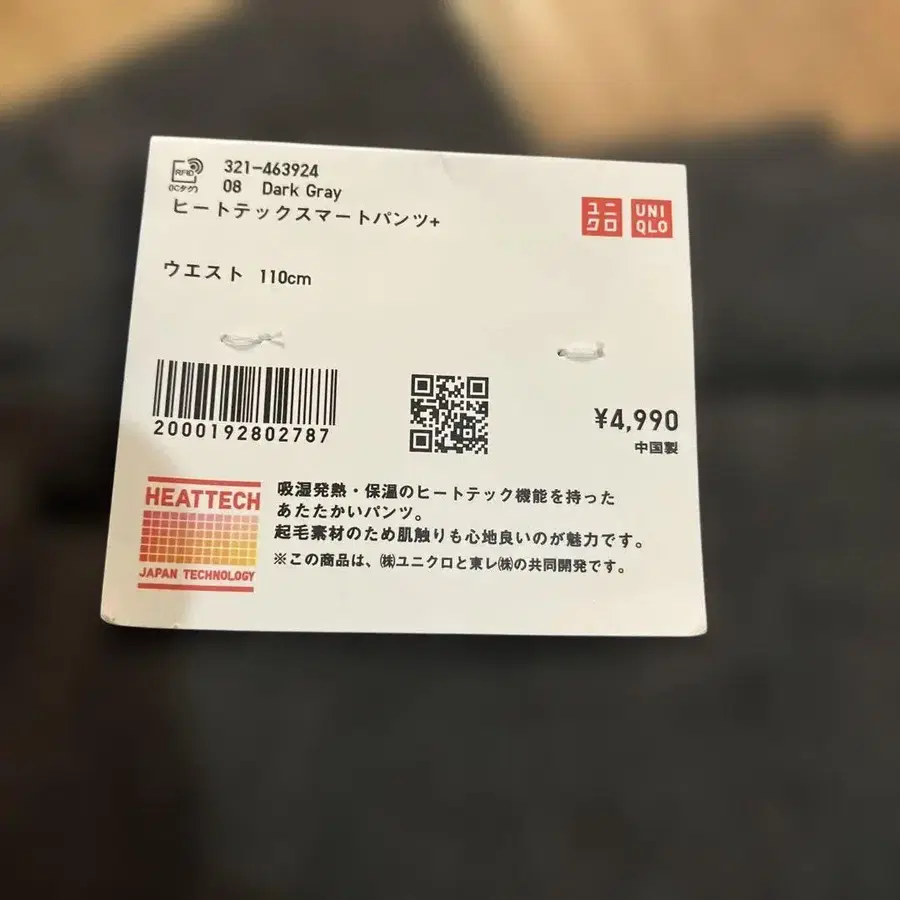 RFID
(ICタグ)
321-463924
08 Dark Gray
ヒートテックスマートパンツ+
ユニ
クロ
UNI
QLO
ウエスト 110cm
2000192802787
¥4,990
中国製
HEATTECH
JAPAN TECHNOLOGY
吸湿発熱・保温のヒートテック機能を持った
あたたかいパンツ。
起毛素材のため肌触りも心地良いのが魅力です。
※この商品は、㈱ユニクロと東レ㈱の共同開発です。